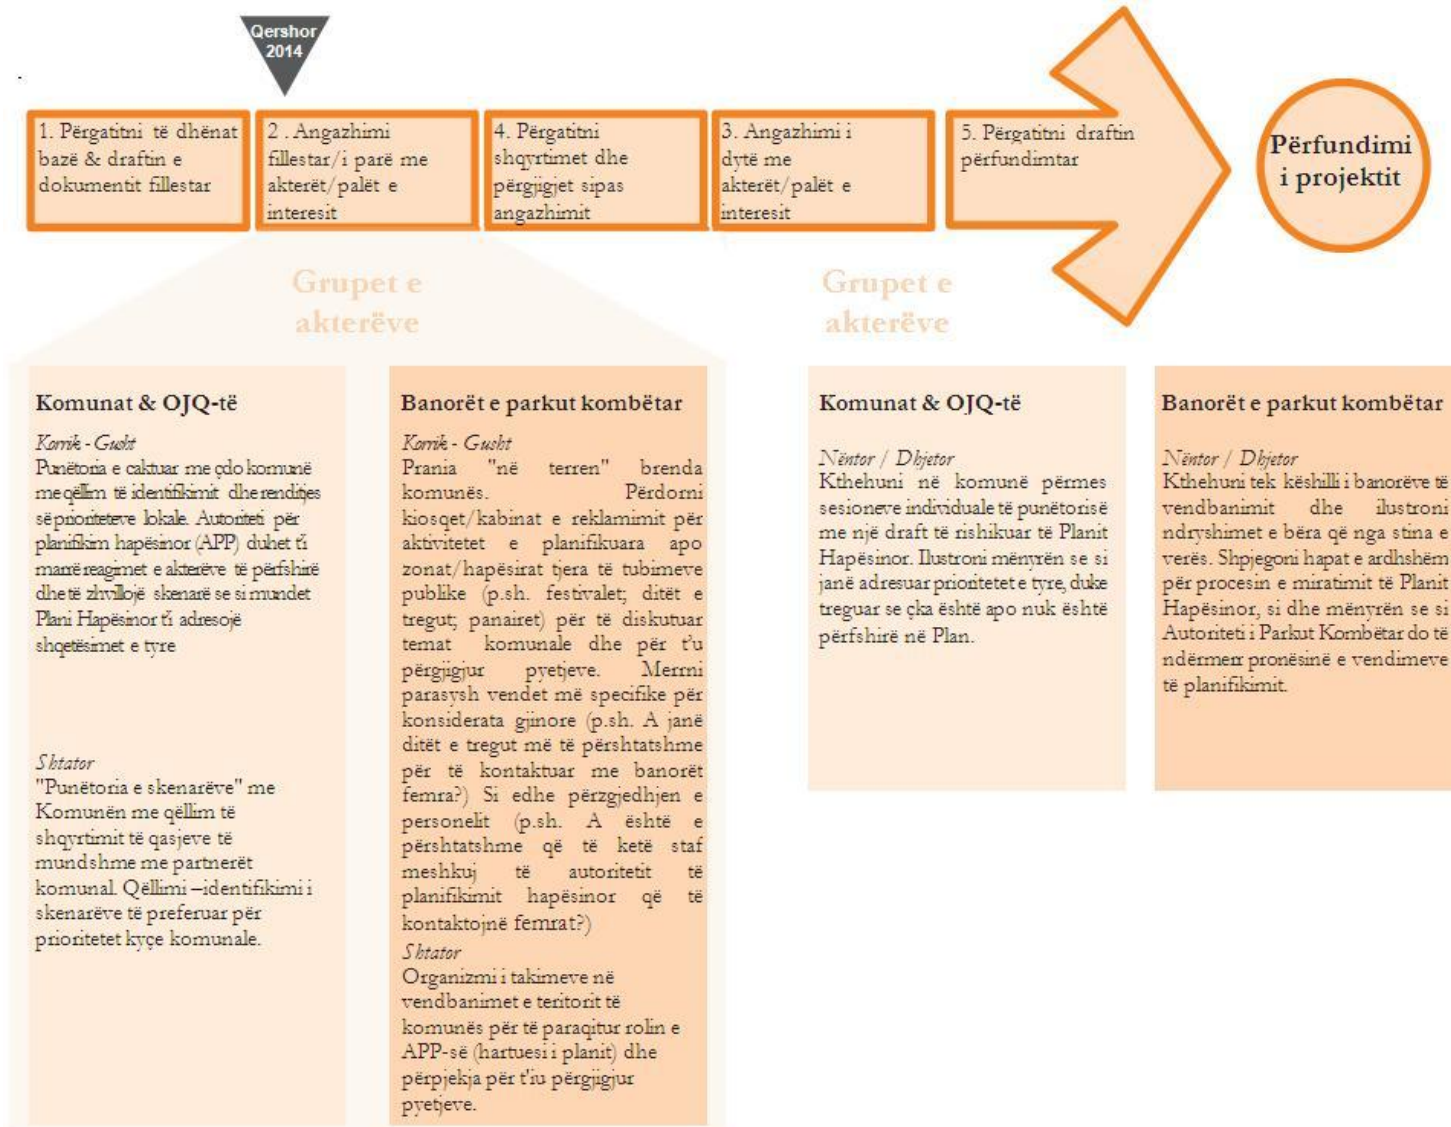 Qershor
2014
1. Përgatitni të dhënat
bazë & draftin e
dokumentit fillestar
2 . Angazhimi
fillestar/i parë me
akterët/palët e
interesit
4. Përgatitni
shqyrtimet dhe
përgjigjet sipas
angazhimit
3. Angazhimi i
dytë me
akterët/palët e
interesit
5. Përgatitni draftin
përfundimtar
Përfundimi
i projektit
Grupet e
akterëve
Grupet e
akterëve
Komunat & OJQ-të
Korrik - Gusht
Punëtoria e caktuar me çdo komunë
me qëllim të identifikimit dhe renditjes
së prioriteteve lokale. Autoriteti për
planifikim hapësinor (APP) duhet t'i
marrë reagimet e akterëve të përfshirë
dhe të zhvillojë skenarë se si mundet
Plani Hapësinor t'i adresojë
shqetësimet e tyre
Shtator
"Punëtoria e skenarëve" me
Komunën me qëllim të
shqyrtimit të qasjeve të
mundshme me partnerët
komunal. Qëllimi –identifikimi i
skenarëve të preferuar për
prioritetet kyçe komunale.
Banorët e parkut kombëtar
Korrik - Gusht
Prania "në terren" brenda
komunës. Përdorni
kiosqet/kabinat e reklamimit për
aktivitetet e planifikuara apo
zonat/hapësirat tjera të tubimeve
publike (p.sh. festivalet; ditët e
tregut; panairet) për të diskutuar
temat komunale dhe për t'u
përgjigjur pyetjeve. Merrni
parasysh vendet më specifike për
konsiderata gjinore (p.sh. A janë
ditët e tregut më të përshtatshme
për të kontaktuar me banorët
femra?) Si edhe përzgjedhjen e
personelit (p.sh. A është e
përshtatshme që të ketë staf
meshkuj të autoritetit të
planifikimit hapësinor që të
kontaktojnë femrat?)
Shtator
Organizmi i takimeve në
vendbanimet e teritorit të
komunës për të paraqitur rolin e
APP-së (hartuesi i planit) dhe
përpjekja për t'iu përgjigjur
pyetjeve.
Komunat & OJQ-të
Nëntor / Dhjetor
Kthehuni në komunë përmes
sesioneve individuale të punëtorisë
me një draft të rishikuar të Planit
Hapësinor. Ilustroni mënyrën se si
janë adresuar prioritetet e tyre, duke
treguar se çka është apo nuk është
përfshirë në Plan.
Banorët e parkut kombëtar
Nëntor / Dhjetor
Kthehuni tek këshilli i banorëve të
vendbanimit dhe ilustroni
ndryshimet e bëra që nga stina e
verës. Shpjegoni hapat e ardhshëm
për procesin e miratimit të Planit
Hapësinor, si dhe mënyrën se si
Autoriteti i Parkut Kombëtar do të
ndërmerr pronësinë e vendimeve
të planifikimit.